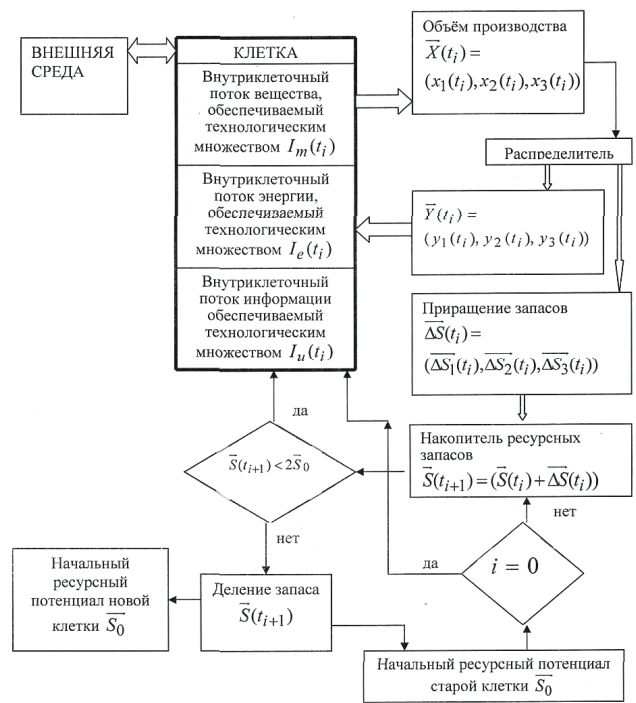 ВНЕШНЯЯ
СРЕДА
КЛЕТКА
Внутриклеточный
поток вещества,
обеспечиваемый
технологическим
множеством I_m(t_i)
Внутриклеточный
поток энергии,
обеспечиваемый
технологическим
множеством I_e(t_i)
Внутриклеточный
поток информации
обеспечиваемый
технологическим
множеством I_u(t_i)
Объём производства
X⃗(t_i) =
(x_1(t_i), x_2(t_i), x_3(t_i))
Распределитель
Y⃗(t_i) =
(y_1(t_i), y_2(t_i), y_3(t_i))
Приращение запасов
ΔS⃗(t_i) =
(ΔS_1⃗(t_i), ΔS_2⃗(t_i), ΔS_3⃗(t_i))
Накопитель ресурсных
запасов
S⃗(t_{i+1}) = (S⃗(t_i) + ΔS⃗(t_i))
да
S⃗(t_{i+1}) < 2S⃗_0
нет
нет
i = 0
да
Начальный
ресурсный
потенциал новой
клетки S_0⃗
Деление запаса
S⃗(t_{i+1})
Начальный ресурсный потенциал
старой клетки S_0⃗